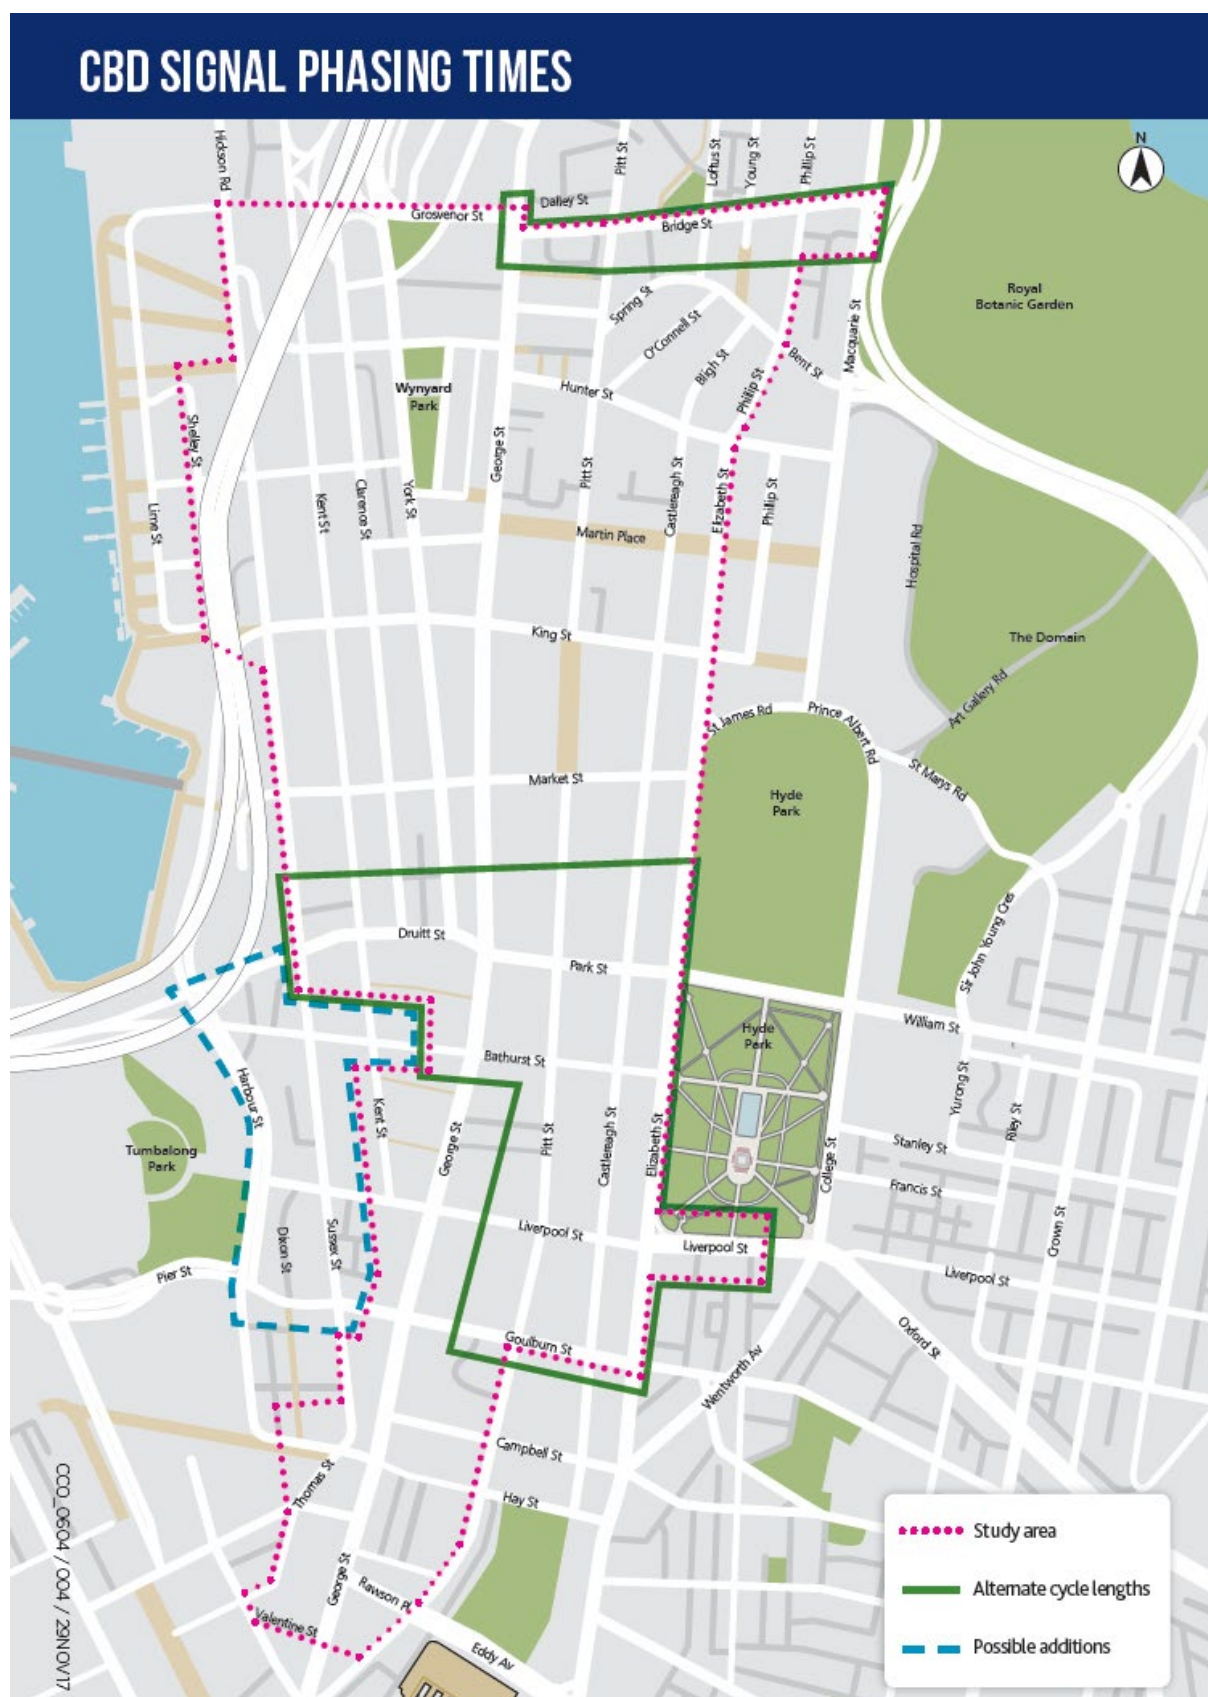 CBD SIGNAL PHASING TIMES
N
Hickson Rd
Pitt St
Loftus St
Young St
Phillip St
Dalley St
Grosvenor St
Bridge St
Royal
Botanic Garden
Spring St
O'Connell St
Bligh St
Bent St
Macquarie St
Wynyard
Park
Hunter St
Phillip St
Shelley St
George St
Lime St
Kent St
Clarence St
York St
Pitt St
Castlereagh St
Elizabeth St
Phillip St
Martin Place
Hospital Rd
King St
The Domain
Art Gallery Rd
St James Rd
Prince Albert Rd
St Marys Rd
Market St
Hyde
Park
Druitt St
Park St
Sir John Young Cres
William St
Hyde
Park
Bathurst St
Harbour St
Kent St
George St
Pitt St
Castlereagh St
Elizabeth St
College St
Yurong St
Riley St
Stanley St
Francis St
Tumbalong
Park
Dixon St
Sussex St
Liverpool St
Liverpool St
Crown St
Liverpool St
Pier St
Goulburn St
Wentworth Av
Oxford St
Campbell St
Thomas St
Hay St
George St
Rawson Pl
Valentine St
Eddy Av
CCO_0604 / 004 / 29NOV17
Study area
Alternate cycle lengths
Possible additions